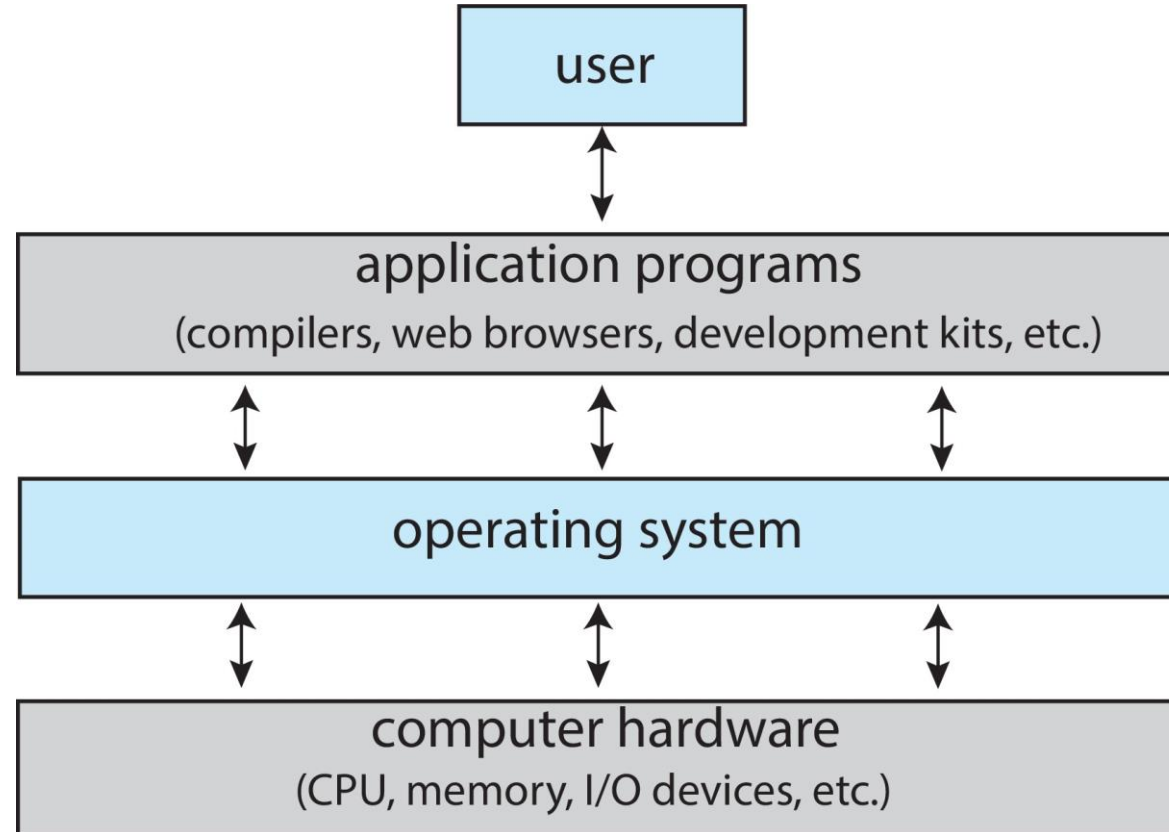 user
application programs
(compilers, web browsers, development kits, etc.)
operating system
computer hardware
(CPU, memory, I/O devices, etc.)